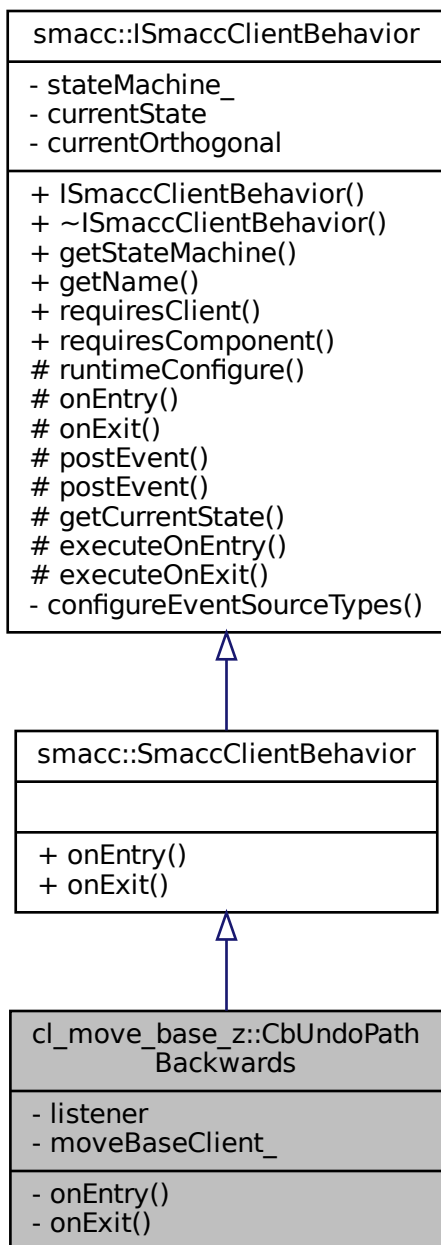 smacc::ISmaccClientBehavior
- stateMachine_
- currentState
- currentOrthogonal
+ ISmaccClientBehavior()
+ ~ISmaccClientBehavior()
+ getStateMachine()
+ getName()
+ requiresClient()
+ requiresComponent()
# runtimeConfigure()
# onEntry()
# onExit()
# postEvent()
# postEvent()
# getCurrentState()
# executeOnEntry()
# executeOnExit()
- configureEventSourceTypes()
smacc::SmaccClientBehavior
+ onEntry()
+ onExit()
cl_move_base_z::CbUndoPath
Backwards
- listener
- moveBaseClient_
- onEntry()
- onExit()